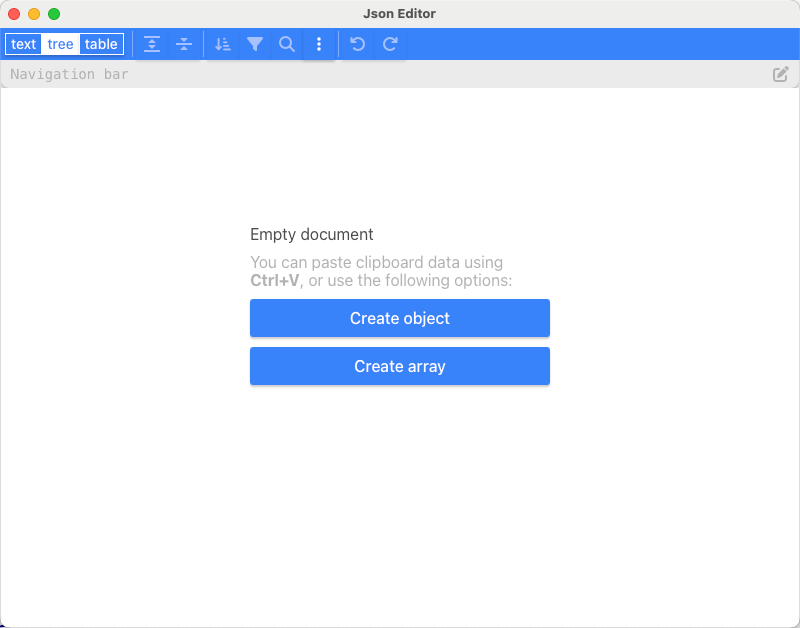 Json Editor
text tree table
Navigation bar
Empty document
You can paste clipboard data using
Ctrl+V, or use the following options:
Create object
Create array